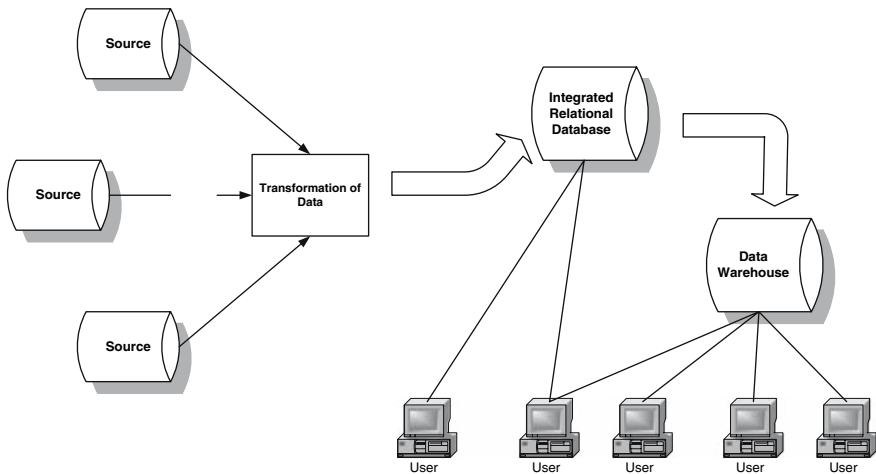 Source
Source
Source
Transformation of
Data
Integrated
Relational
Database
Data
Warehouse
User
User
User
User
User